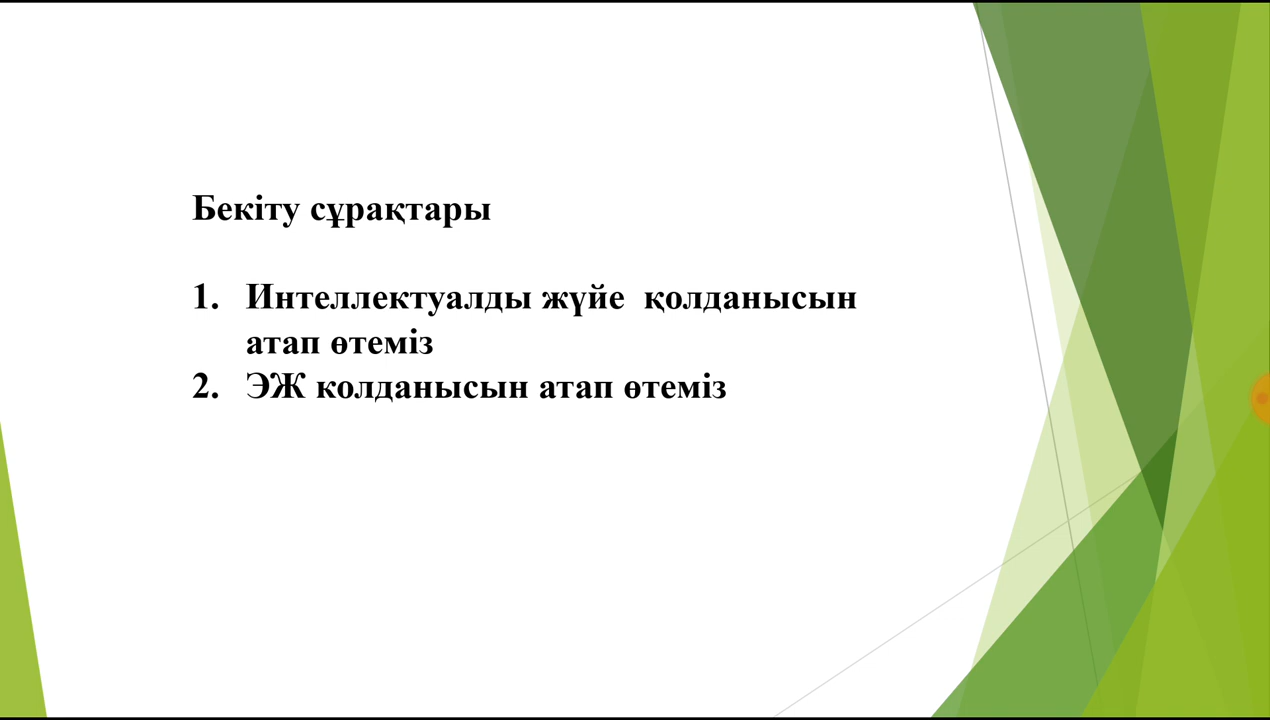 Бекіту сұрақтары
1. Интеллектуалды жүйе  қолданысын
атап өтеміз
2. ЭЖ колданысын атап өтеміз